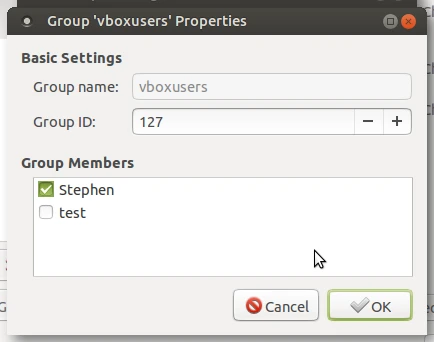 Group 'vboxusers' Properties
Basic Settings
Group name: vboxusers
Group ID: 127
Group Members
Stephen
test
Cancel OK